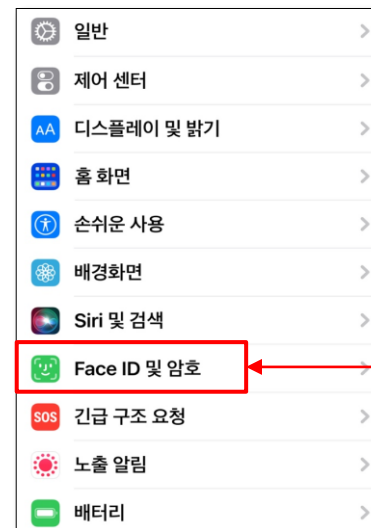 일반
제어 센터
AA 디스플레이 및 밝기
홈 화면
손쉬운 사용
배경화면
Siri 및 검색
Face ID 및 암호
SOS 긴급 구조 요청
노출 알림
배터리